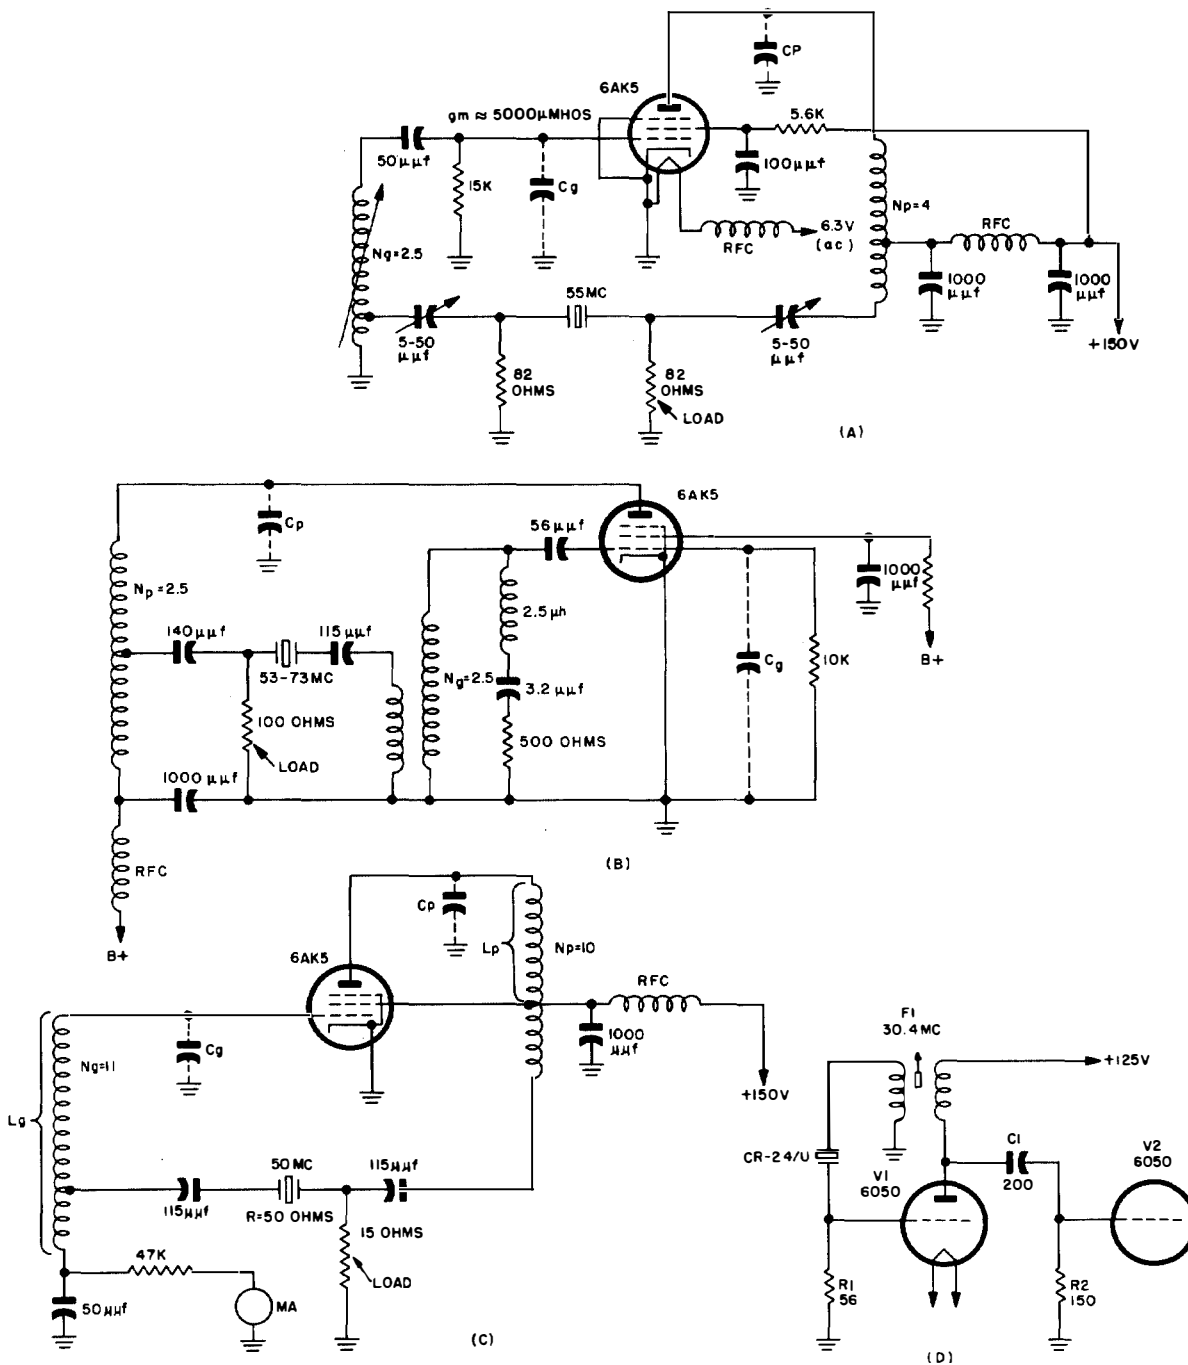 CP
6AK5
gm ≈ 5000μMHOS
5.6K
50μμf
100μμf
15K
Cg
Np=4
Ng=2.5
RFC
6.3V
(ac)
RFC
1000
μμf
1000
μμf
55MC
5-50
μμf
5-50
μμf
+150V
82
OHMS
82
OHMS
LOAD
(A)
6AK5
Cp
56μμf
1000
μμf
Np=2.5
2.5μh
140μμf
115μμf
B+
53-73MC
Ng=2.5
3.2μμf
Cg
10K
100 OHMS
500 OHMS
LOAD
1000μμf
RFC
(B)
B+
Cp
Lp
Np=10
6AK5
RFC
F1
30.4MC
1000
μμf
Cg
+125V
Ng=11
+150V
Lg
CR-24/U
V1
6050
C1
200
V2
6050
50MC
115μμf
115μμf
R=50 OHMS
15 OHMS
47K
LOAD
R1
56
R2
150
50μμf
MA
(C)
(D)